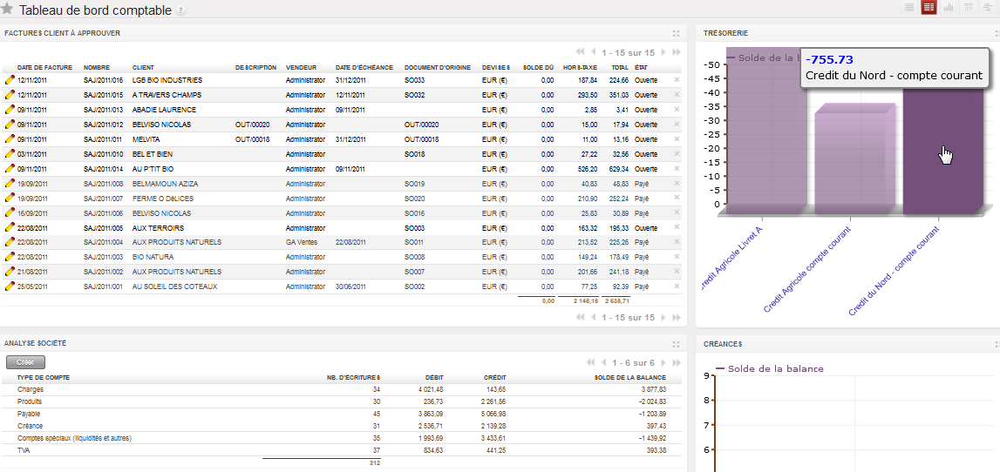 Tableau de bord comptable ?
FACTURES CLIENT À APPROUVER
1 - 15 sur 15
DATE DE FACTURE NOMBRE CLIENT DESCRIPTION VENDEUR DATE D'ÉCHÉANCE DOCUMENT D'ORIGINE DEVISES SOLDE DÛ HORS-TAXE TOTAL ÉTAT
12/11/2011 SAJ/2011/016 LGB BIO INDUSTRIES Administrator 31/12/2011 SO033 EUR (€) 0,00 187,84 224,66 Ouverte
12/11/2011 SAJ/2011/015 A TRAVERS CHAMPS Administrator 12/11/2011 SO032 EUR (€) 0,00 293,50 351,03 Ouverte
09/11/2011 SAJ/2011/013 ABADIE LAURENCE Administrator 09/11/2011 EUR (€) 0,00 2,85 3,41 Ouverte
09/11/2011 SAJ/2011/012 BELVISO NICOLAS OUT/00020 Administrator OUT/00020 EUR (€) 0,00 15,00 17,94 Ouverte
09/11/2011 SAJ/2011/011 MELVITA OUT/00018 Administrator 31/12/2011 OUT/00018 EUR (€) 0,00 11,00 13,16 Ouverte
03/11/2011 SAJ/2011/010 BEL ET BIEN Administrator SO018 EUR (€) 0,00 27,22 32,56 Ouverte
09/11/2011 SAJ/2011/014 AU P'TIT BIO Administrator 09/11/2011 EUR (€) 0,00 526,20 629,34 Ouverte
19/09/2011 SAJ/2011/008 BELMAMOUN AZIZA Administrator SO019 EUR (€) 0,00 40,83 48,83 Payé
19/09/2011 SAJ/2011/007 FERME O DéLICES Administrator SO020 EUR (€) 0,00 210,90 252,24 Payé
16/09/2011 SAJ/2011/006 BELVISO NICOLAS Administrator SO016 EUR (€) 0,00 25,83 30,89 Payé
22/08/2011 SAJ/2011/005 AUX TERROIRS Administrator SO003 EUR (€) 0,00 163,32 195,33 Ouverte
22/08/2011 SAJ/2011/004 AUX PRODUITS NATURELS GA Ventes 22/08/2011 SO011 EUR (€) 0,00 213,52 225,26 Payé
22/08/2011 SAJ/2011/003 BIO NATURA Administrator SO008 EUR (€) 0,00 149,24 178,49 Payé
21/08/2011 SAJ/2011/002 AUX PRODUITS NATURELS Administrator SO007 EUR (€) 0,00 201,66 241,18 Payé
25/05/2011 SAJ/2011/001 AU SOLEIL DES COTEAUX Administrator 30/06/2011 SO002 EUR (€) 0,00 77,25 92,39 Payé
0,00 2 146,16 2 536,71
1 - 15 sur 15
TRÉSORERIE
Solde de la b
-755.73
Credit du Nord - compte courant
-50
-45
-40
-35
-30
-25
-20
-15
-10
-5
0
redit Agricole Livret A
Credit Agricole compte courant
Credit du Nord - compte courant
ANALYSE SOCIÉTÉ
Créer
1 - 6 sur 6
TYPE DE COMPTE NB. D'ÉCRITURES DÉBIT CRÉDIT SOLDE DE LA BALANCE
Charges 34 4 021,48 143,65 3 877,83
Produits 30 236,73 2 261,56 -2 024,83
Payable 45 3 863,09 5 066,98 -1 203,89
Créance 31 2 536,71 2 139,28 397,43
Comptes spéciaux (liquidités et autres) 35 1 993,69 3 433,61 -1 439,92
TVA 37 834,63 441,25 393,38
212
CRÉANCES
Solde de la balance
9
8
7
6